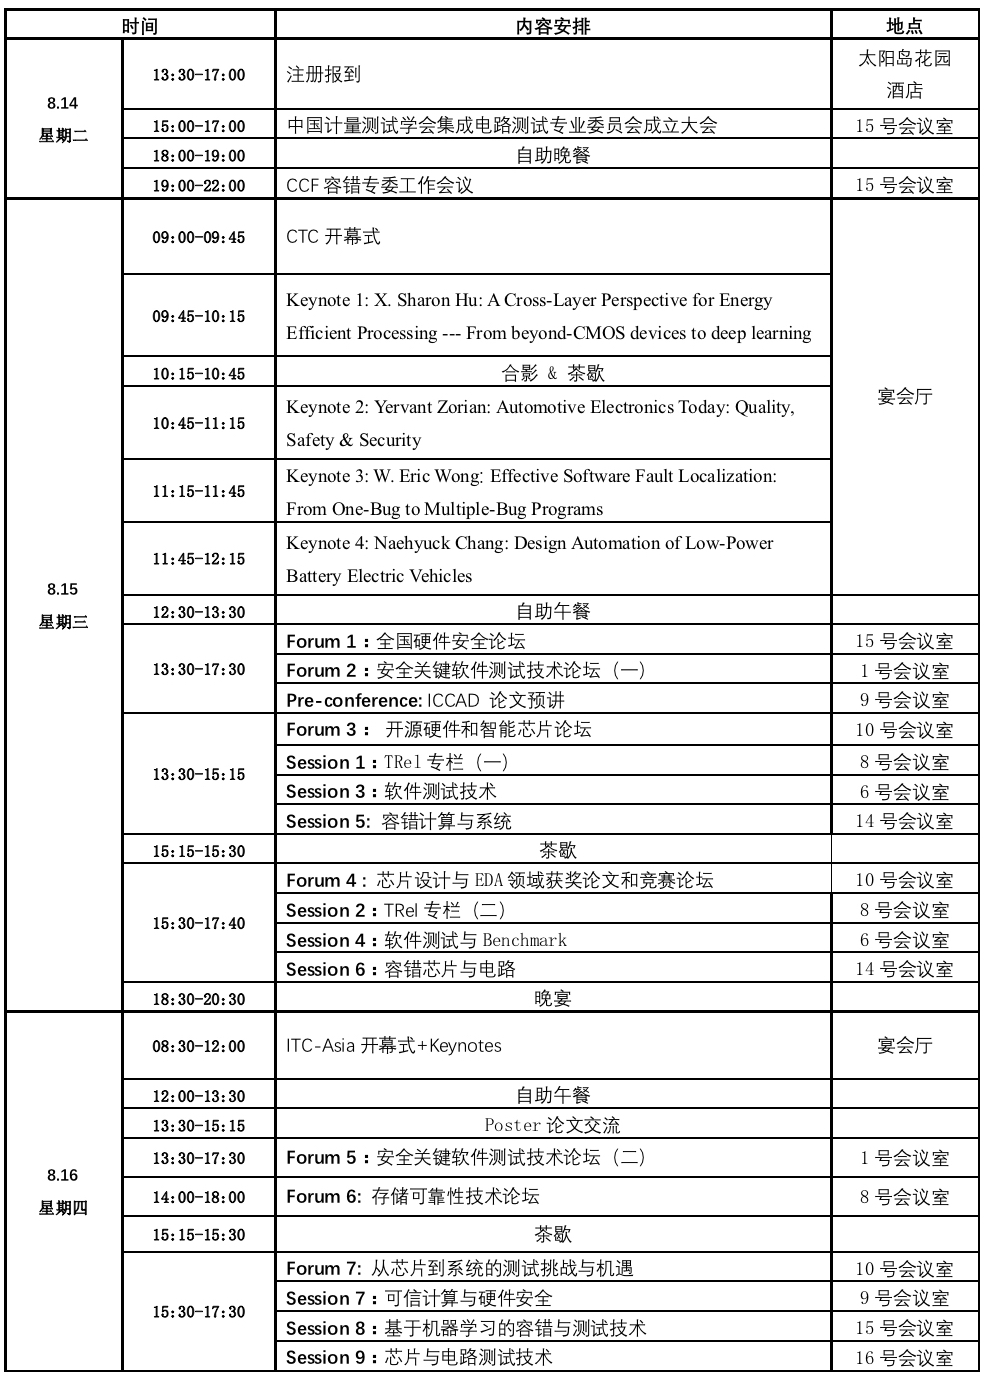 时间 内容安排 地点
8.14
星期二
13:30-17:00 注册报到 太阳岛花园
酒店
15:00-17:00 中国计量测试学会集成电路测试专业委员会成立大会 15 号会议室
18:00-19:00 自助晚餐
19:00-22:00 CCF 容错专委工作会议 15 号会议室
8.15
星期三
09:00-09:45 CTC 开幕式
宴会厅
09:45-10:15 Keynote 1: X. Sharon Hu: A Cross-Layer Perspective for Energy
Efficient Processing --- From beyond-CMOS devices to deep learning
10:15-10:45 合影 & 茶歇
10:45-11:15 Keynote 2: Yervant Zorian: Automotive Electronics Today: Quality,
Safety & Security
11:15-11:45 Keynote 3: W. Eric Wong: Effective Software Fault Localization:
From One-Bug to Multiple-Bug Programs
11:45-12:15 Keynote 4: Naehyuck Chang: Design Automation of Low-Power
Battery Electric Vehicles
12:30-13:30 自助午餐
13:30-17:30
Forum 1：全国硬件安全论坛 15 号会议室
Forum 2：安全关键软件测试技术论坛（一） 1 号会议室
Pre-conference: ICCAD 论文预讲 9 号会议室
13:30-15:15
Forum 3： 开源硬件和智能芯片论坛 10 号会议室
Session 1：TRel 专栏（一） 8 号会议室
Session 3：软件测试技术 6 号会议室
Session 5: 容错计算与系统 14 号会议室
15:15-15:30 茶歇
15:30-17:40
Forum 4：芯片设计与 EDA 领域获奖论文和竞赛论坛 10 号会议室
Session 2：TRel 专栏（二） 8 号会议室
Session 4：软件测试与 Benchmark 6 号会议室
Session 6：容错芯片与电路 14 号会议室
18:30-20:30 晚宴
8.16
星期四
08:30-12:00 ITC-Asia 开幕式+Keynotes 宴会厅
12:00-13:30 自助午餐
13:30-15:15 Poster 论文交流
13:30-17:30 Forum 5：安全关键软件测试技术论坛（二） 1 号会议室
14:00-18:00 Forum 6: 存储可靠性技术论坛 8 号会议室
15:15-15:30 茶歇
15:30-17:30
Forum 7: 从芯片到系统的测试挑战与机遇 10 号会议室
Session 7：可信计算与硬件安全 9 号会议室
Session 8：基于机器学习的容错与测试技术 15 号会议室
Session 9：芯片与电路测试技术 16 号会议室